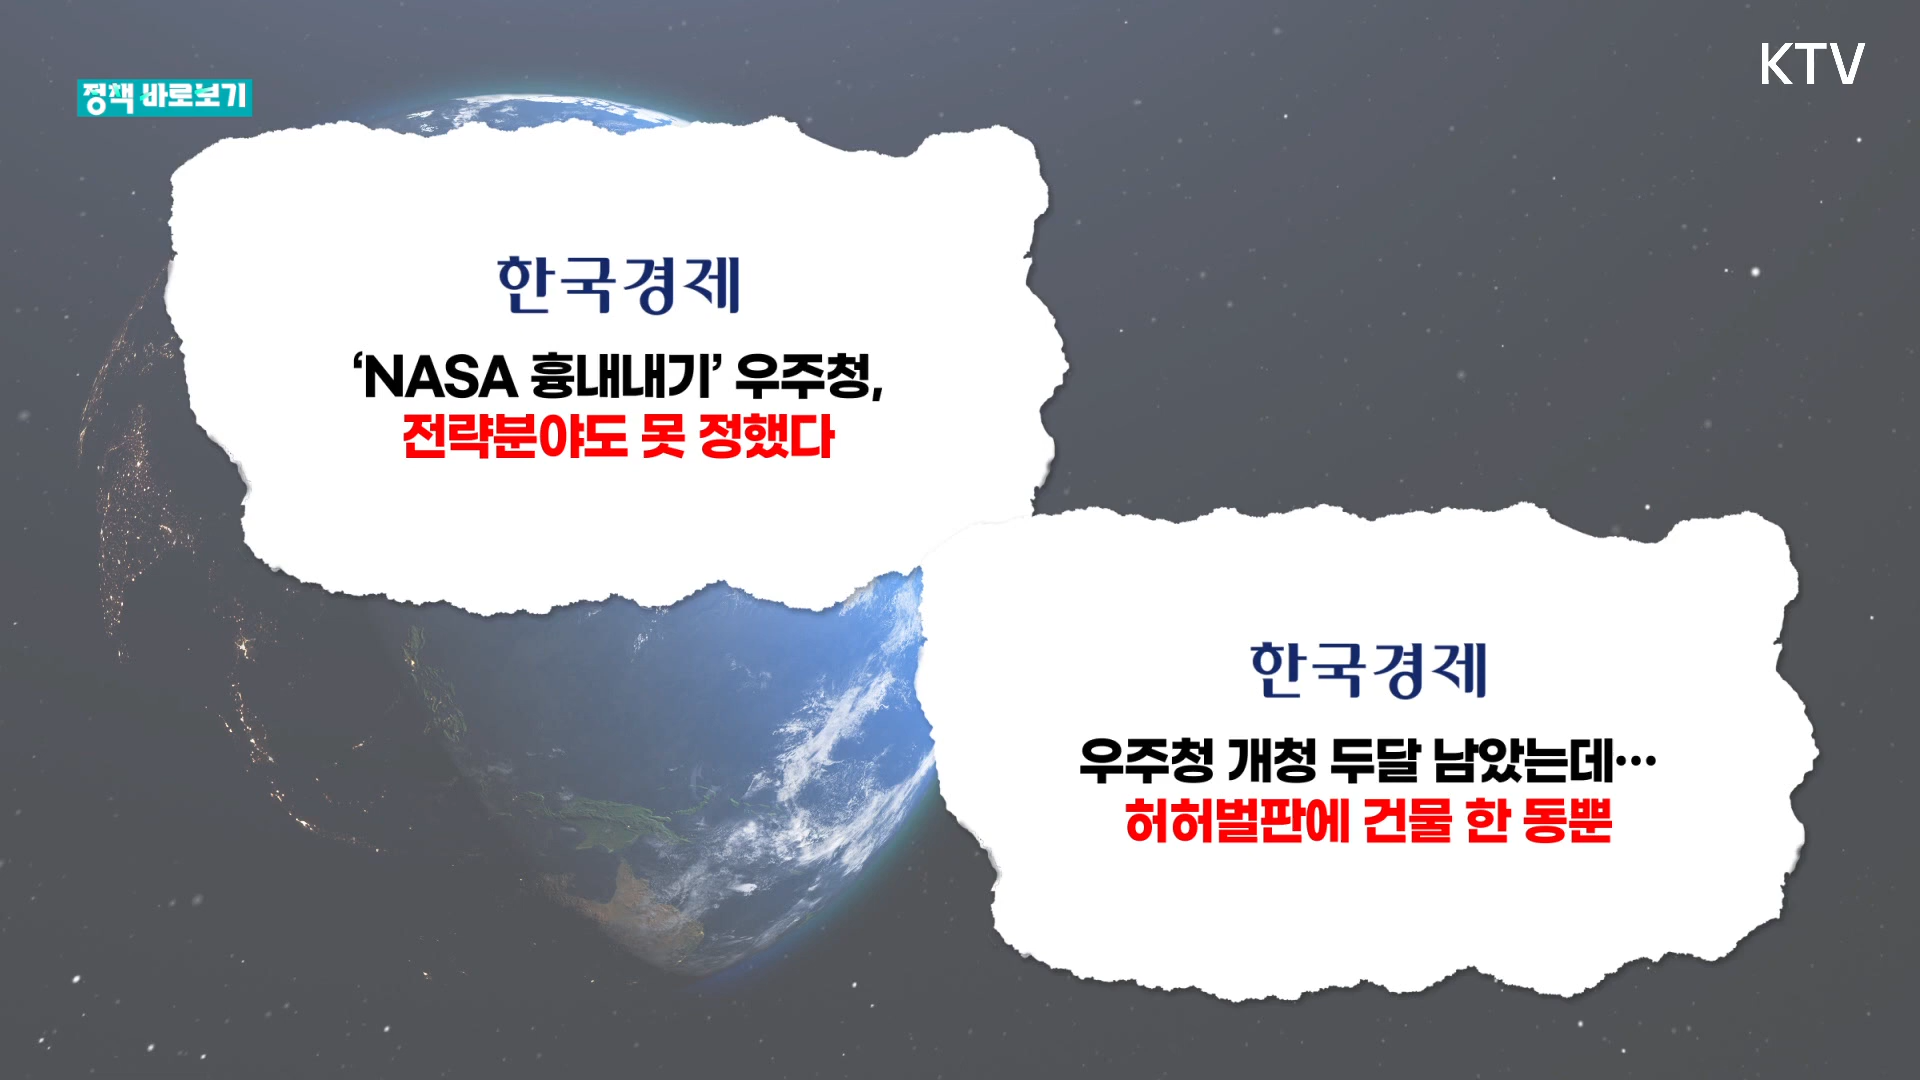 KTV
정책 바로보기
한국경제
‘NASA 흉내내기’ 우주청,
전략분야도 못 정했다
한국경제
우주청 개청 두달 남았는데…
허허벌판에 건물 한 동뿐